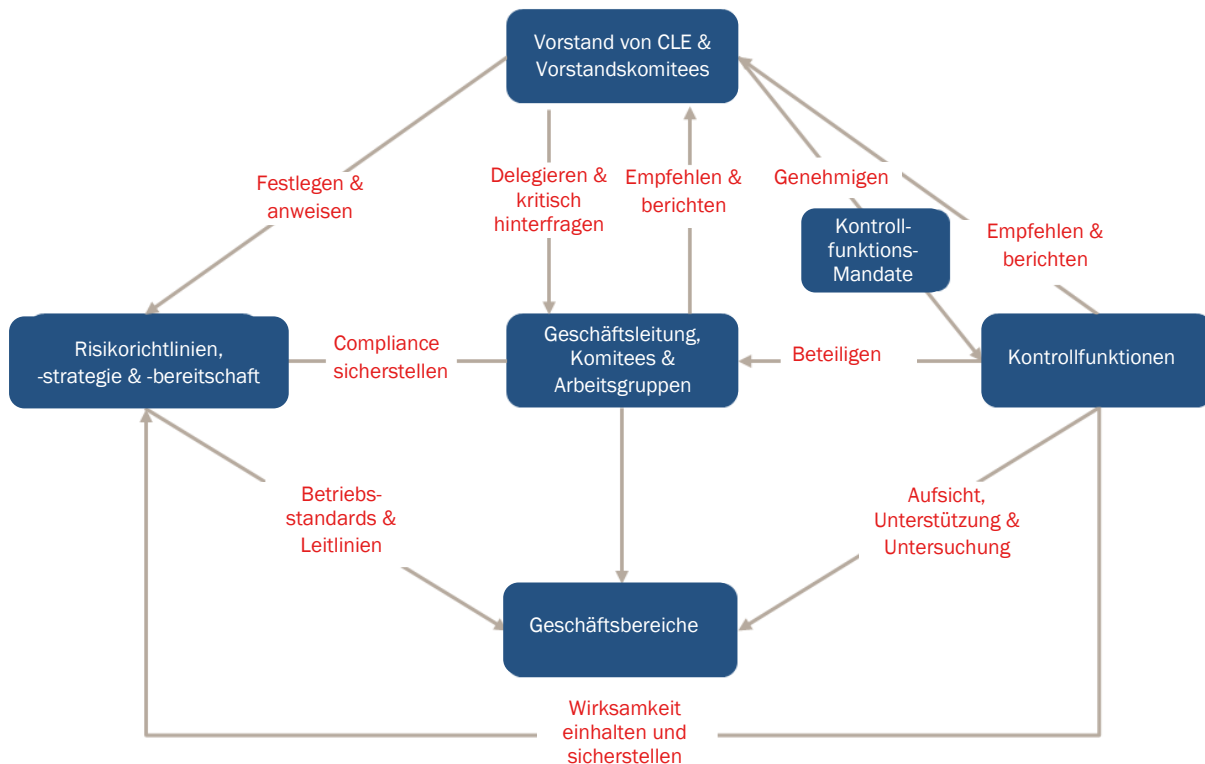 Vorstand von CLE &
Vorstandskomitees
Festlegen &
anweisen
Delegieren &
kritisch
hinterfragen
Empfehlen &
berichten
Genehmigen
Kontroll-
funktions-
Mandate
Empfehlen &
berichten
Risikorichtlinien,
-strategie & -bereitschaft
Compliance
sicherstellen
Geschäftsleitung,
Komitees &
Arbeitsgruppen
Beteiligen
Kontrollfunktionen
Betriebs-
standards &
Leitlinien
Aufsicht,
Unterstützung &
Untersuchung
Geschäftsbereiche
Wirksamkeit
einhalten und
sicherstellen